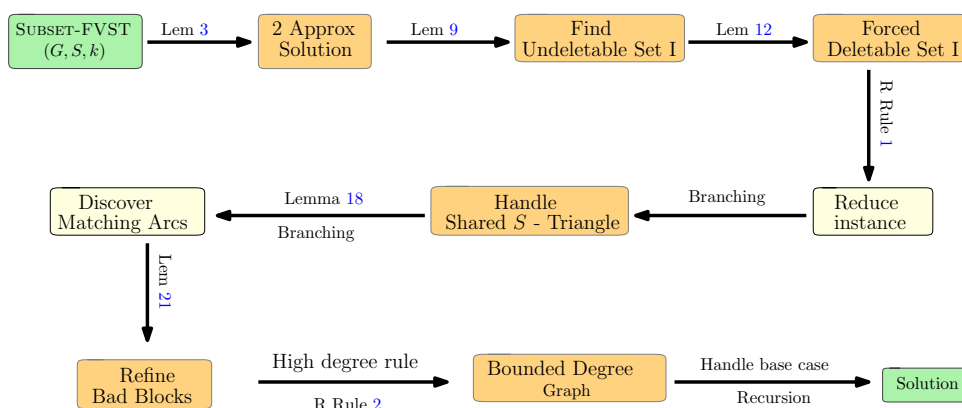 SUBSET-FVST
(G, S, k)
Lem 3
2 Approx
Solution
Lem 9
Find
Undeletable Set I
Lem 12
Forced
Deletable Set I
R Rule 1
Reduce
instance
Branching
Handle
Shared S - Triangle
Lemma 18
Branching
Discover
Matching Arcs
Lem 21
Refine
Bad Blocks
High degree rule
R Rule 2
Bounded Degree
Graph
Handle base case
Recursion
Solution